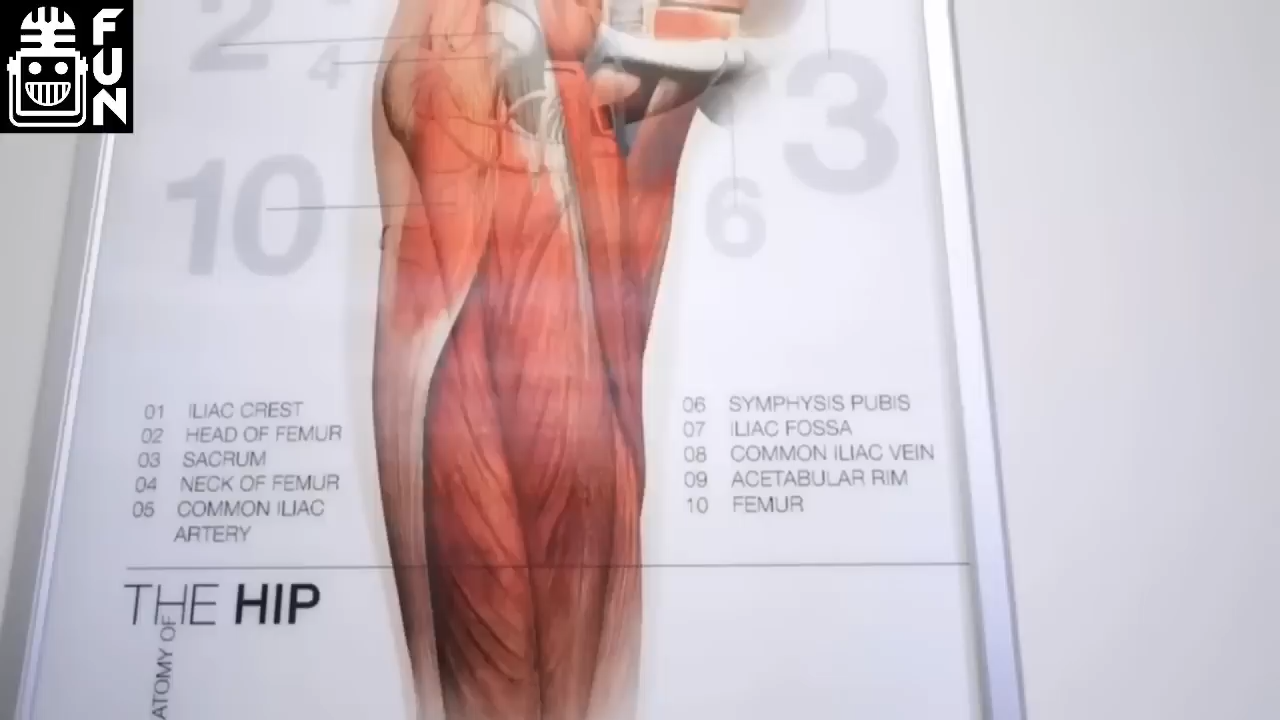 FUN
2
4
3
10
6
01 ILIAC CREST
02 HEAD OF FEMUR
03 SACRUM
04 NECK OF FEMUR
05 COMMON ILIAC
ARTERY
06 SYMPHYSIS PUBIS
07 ILIAC FOSSA
08 COMMON ILIAC VEIN
09 ACETABULAR RIM
10 FEMUR
THE HIP
ATOMY OF